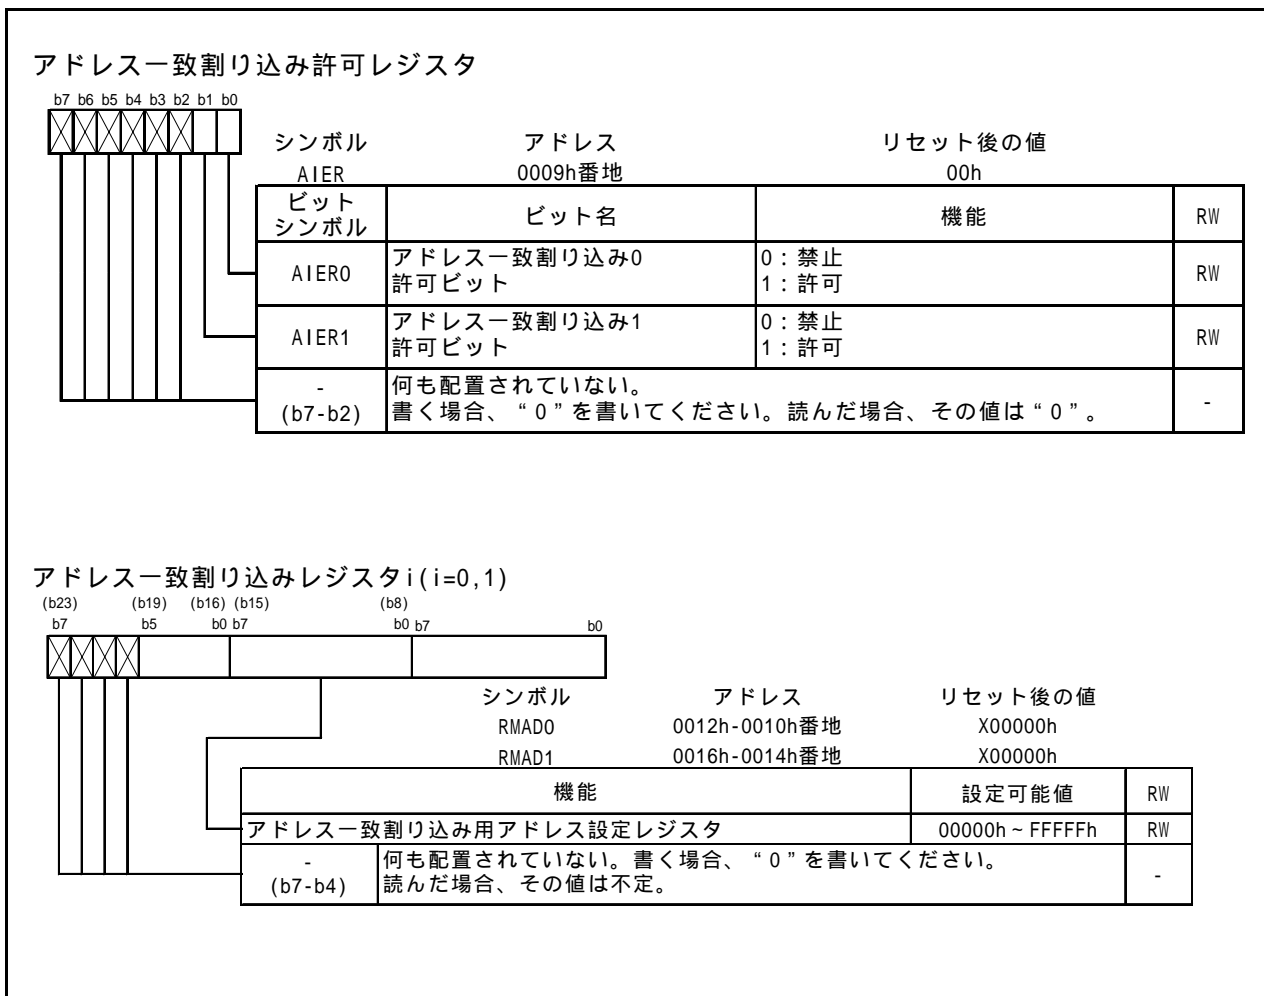 アドレス一致割り込み許可レジスタ
b7 b6 b5 b4 b3 b2 b1 b0
シンボル アドレス リセット後の値
AIER 0009h番地 00h
ビット
シンボル ビット名 機能 RW
AIER0 アドレス一致割り込み0
許可ビット 0：禁止
1：許可 RW
AIER1 アドレス一致割り込み1
許可ビット 0：禁止
1：許可 RW
-
(b7-b2) 何も配置されていない。
書く場合、“0”を書いてください。読んだ場合、その値は“0”。 -
アドレス一致割り込みレジスタi(i=0,1)
(b23) (b19) (b16) (b15) (b8)
b7 b5 b0 b7 b0 b7 b0
シンボル アドレス リセット後の値
RMAD0 0012h-0010h番地 X00000h
RMAD1 0016h-0014h番地 X00000h
機能 設定可能値 RW
アドレス一致割り込み用アドレス設定レジスタ 00000h～FFFFFh RW
-
(b7-b4) 何も配置されていない。書く場合、“0”を書いてください。
読んだ場合、その値は不定。 -